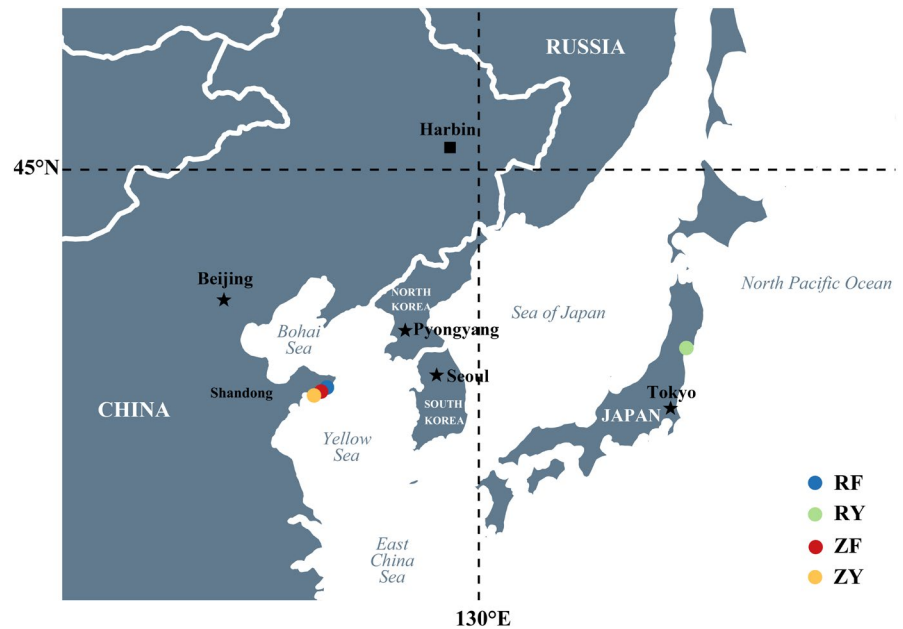 RUSSIA
Harbin
45°N
Beijing
NORTH
KOREA
North Pacific Ocean
Sea of Japan
Bohai
Sea
Pyongyang
Seoul
Shandong
Tokyo
CHINA
SOUTH
KOREA
JAPAN
Yellow
Sea
RF
RY
East
China
Sea
ZF
ZY
130°E